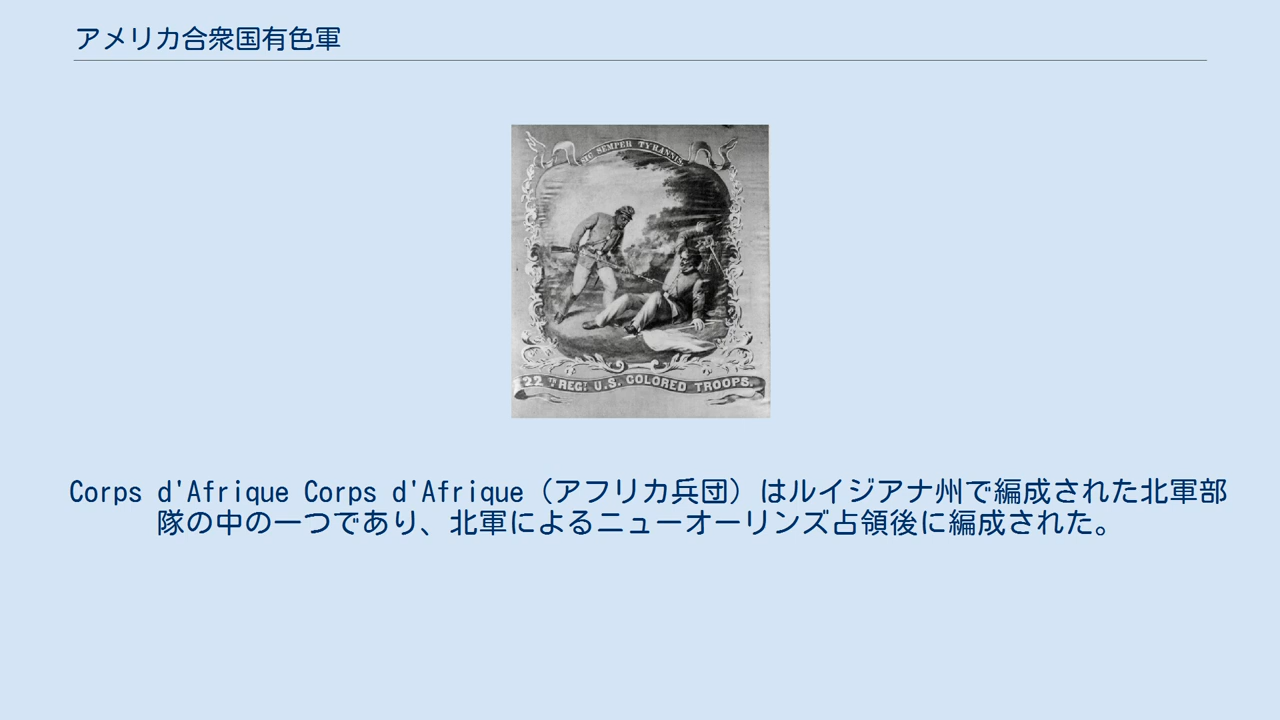 アメリカ合衆国有色軍
SIC SEMPER TYRANNIS
22TH REGT U.S. COLORED TROOPS.
Corps d'Afrique Corps d'Afrique（アフリカ兵団）はルイジアナ州で編成された北軍部
隊の中の一つであり、北軍によるニューオーリンズ占領後に編成された。